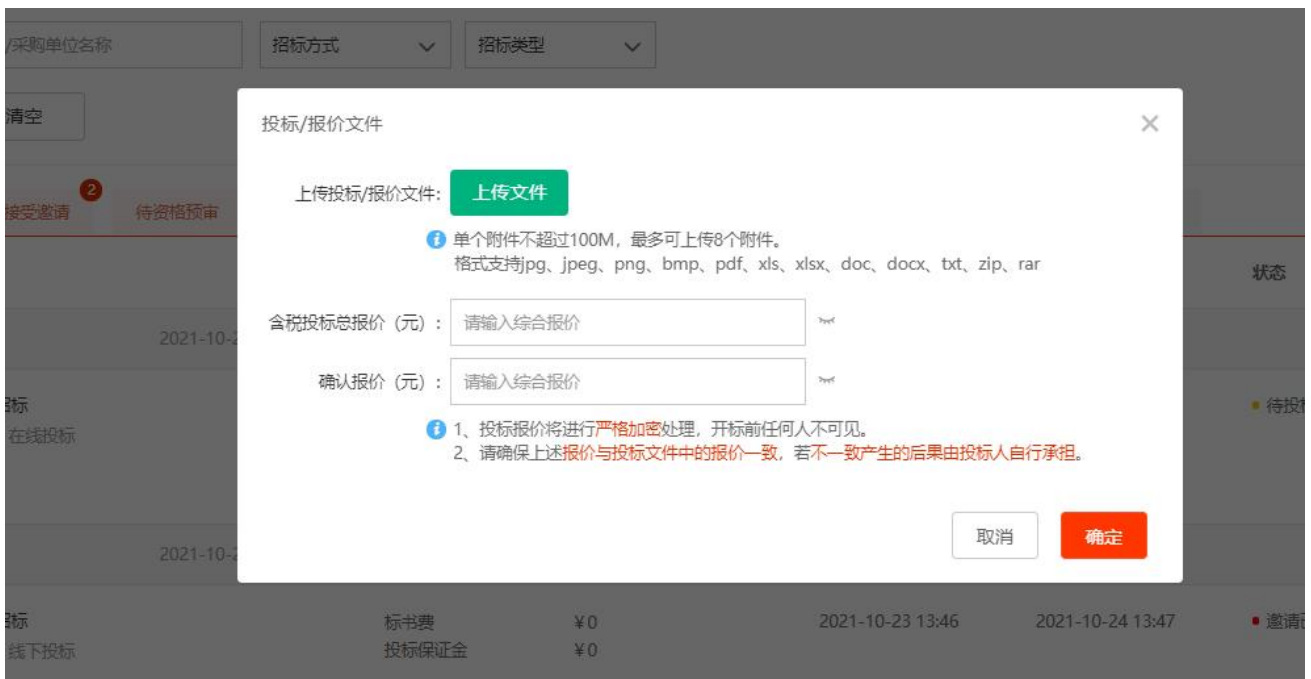 /采购单位名称
招标方式
招标类型
清空
投标/报价文件
上传投标/报价文件:
上传文件
2
接受邀请
待资格预审
单个附件不超过100M，最多可上传8个附件。
格式支持jpg、jpeg、png、bmp、pdf、xls、xlsx、doc、docx、txt、zip、rar
状态
含税投标总报价（元）:
请输入综合报价
2021-10-2
确认报价（元）:
请输入综合报价
招标
待投标
在线投标
1、投标报价将进行严格加密处理，开标前任何人不可见。
2、请确保上述报价与投标文件中的报价一致，若不一致产生的后果由投标人自行承担。
取消
确定
2021-10-2
招标
标书费
¥0
2021-10-23 13:46
2021-10-24 13:47
邀请已
线下投标
投标保证金
¥0